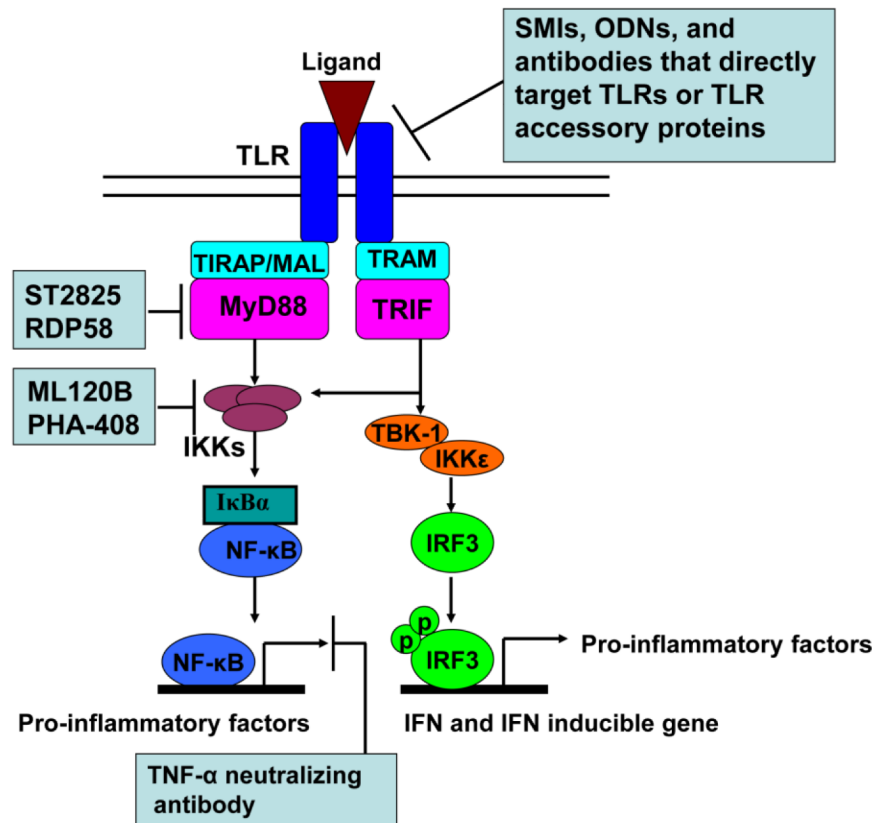 SMIs, ODNs, and
antibodies that directly
target TLRs or TLR
accessory proteins
Ligand
TLR
TIRAP/MAL
TRAM
MyD88
TRIF
ST2825
RDP58
ML120B
PHA-408
IKKs
TBK-1
IKKε
IκBα
NF-κB
IRF3
p
p
NF-κB
IRF3
Pro-inflammatory factors
Pro-inflammatory factors
IFN and IFN inducible gene
TNF-α neutralizing
antibody